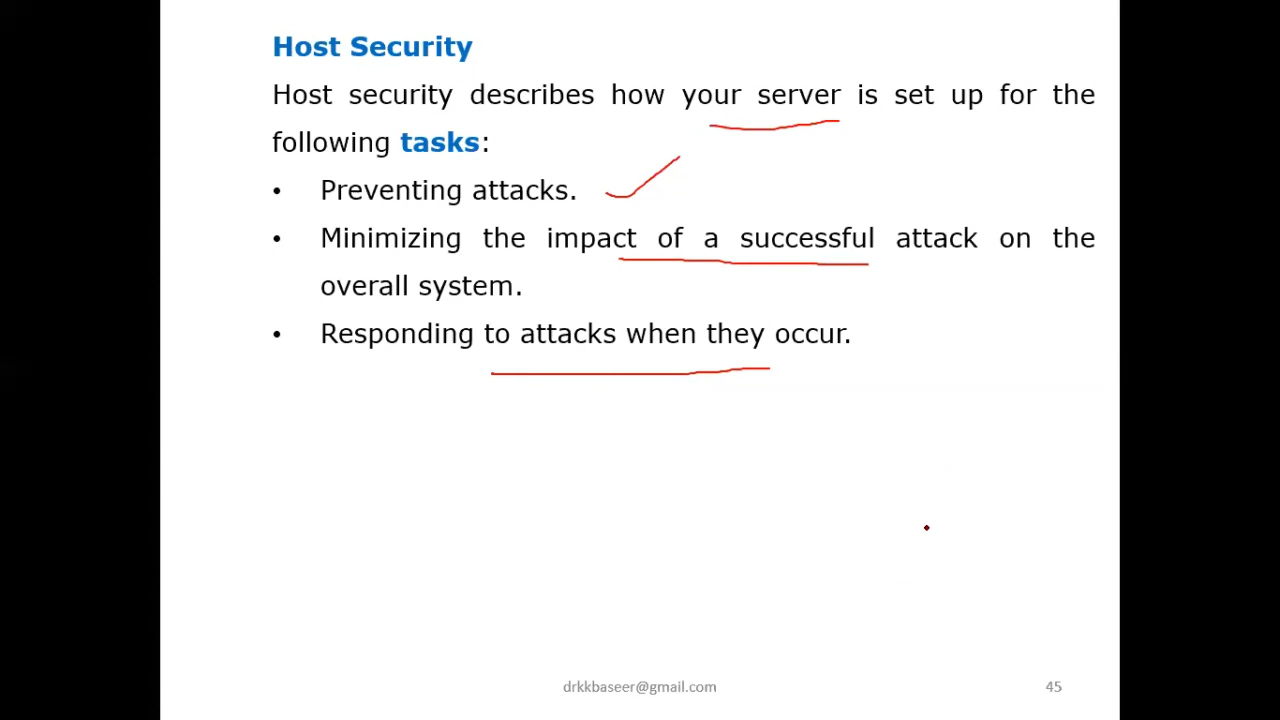 Host Security
Host security describes how your server is set up for the
following tasks:
• Preventing attacks.
• Minimizing the impact of a successful attack on the
overall system.
• Responding to attacks when they occur.
drkkbaseer@gmail.com
45